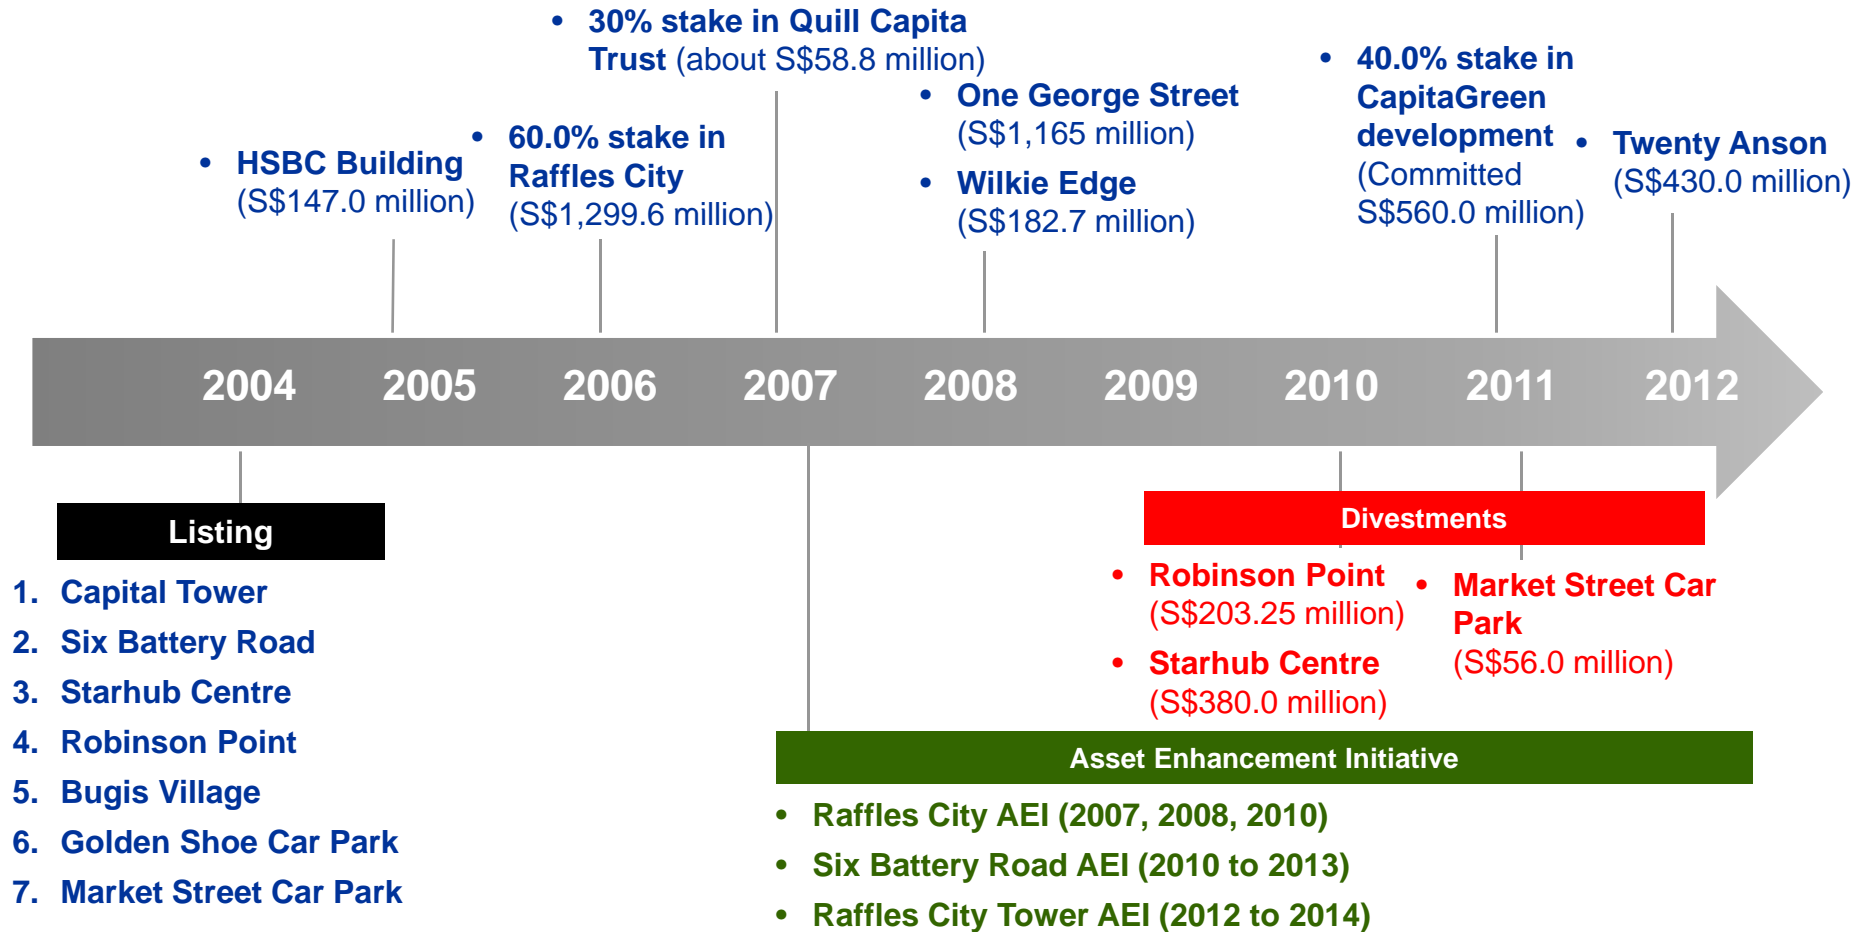 • 30% stake in Quill Capita
Trust (about S$58.8 million)
• HSBC Building
(S$147.0 million)
• 60.0% stake in
Raffles City
(S$1,299.6 million)
• One George Street
(S$1,165 million)
• Wilkie Edge
(S$182.7 million)
• 40.0% stake in
CapitaGreen
development
(Committed
S$560.0 million)
• Twenty Anson
(S$430.0 million)
2004 2005 2006 2007 2008 2009 2010 2011 2012
Listing
1. Capital Tower
2. Six Battery Road
3. Starhub Centre
4. Robinson Point
5. Bugis Village
6. Golden Shoe Car Park
7. Market Street Car Park
Divestments
• Robinson Point
(S$203.25 million)
• Starhub Centre
(S$380.0 million)
• Market Street Car
Park
(S$56.0 million)
Asset Enhancement Initiative
• Raffles City AEI (2007, 2008, 2010)
• Six Battery Road AEI (2010 to 2013)
• Raffles City Tower AEI (2012 to 2014)